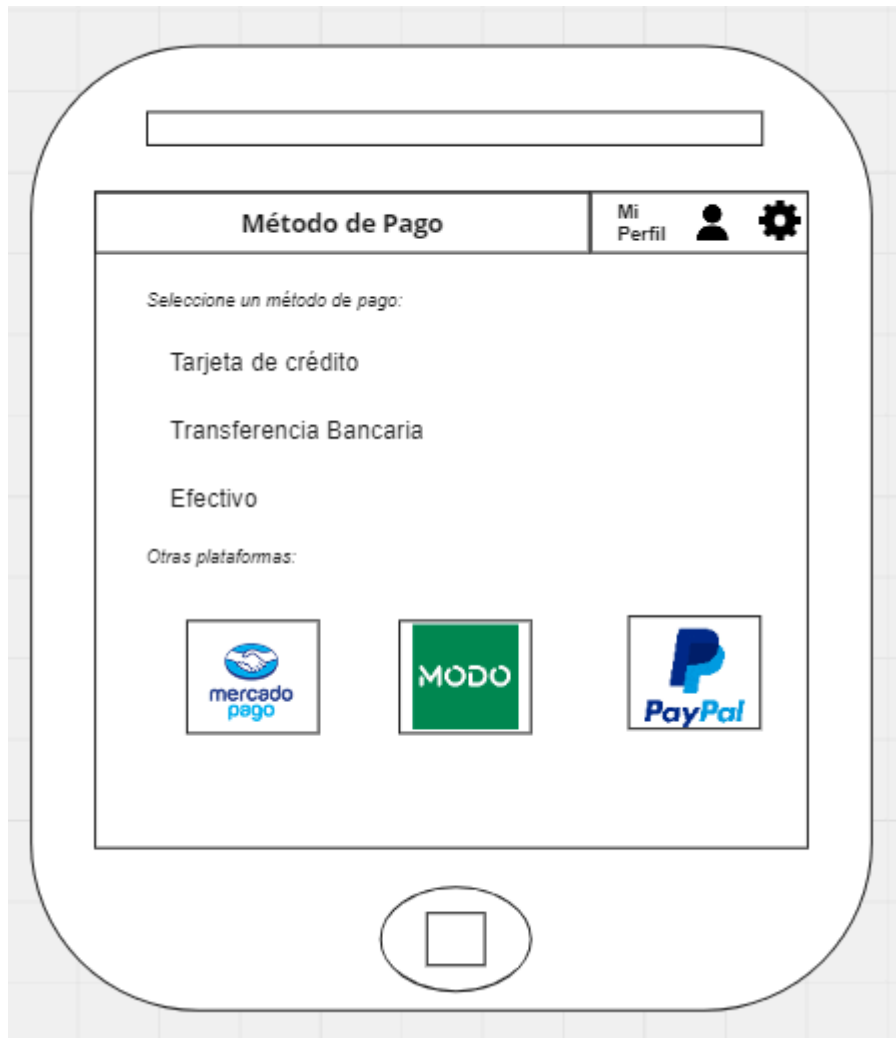 Método de Pago
Mi
Perfil
Seleccione un método de pago:
Tarjeta de crédito
Transferencia Bancaria
Efectivo
Otras plataformas:
mercado
pago
MODO
PayPal